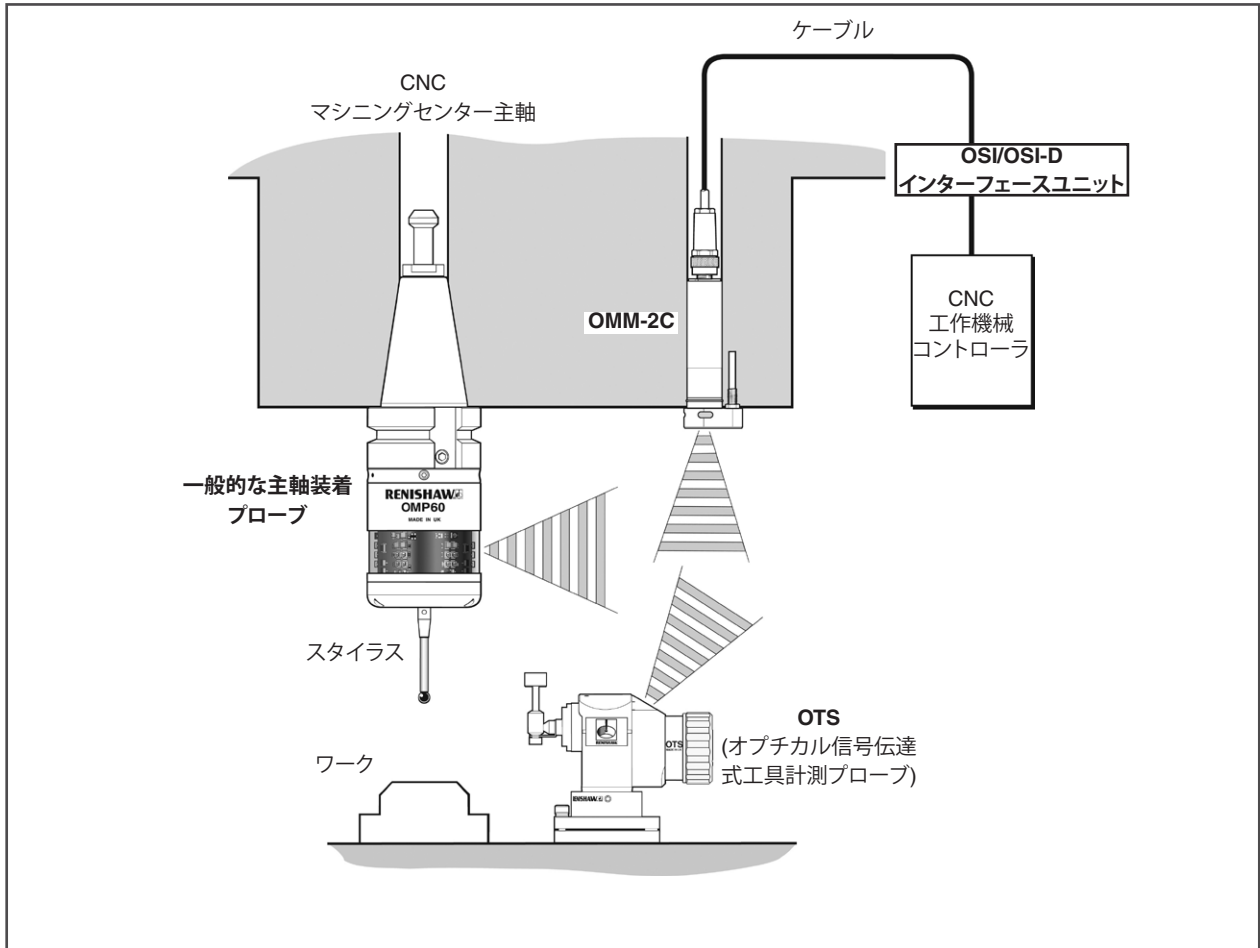 ケーブル
CNC
マシニングセンター主軸
OSI/OSI-D
インターフェースユニット
CNC
工作機械
コントローラ
OMM-2C
一般的な主軸装着
プローブ
RENISHAW
OMP60
MADE IN UK
スタイラス
OTS
(オプチカル信号伝達
式工具計測プローブ)
OTS
RENISHAW
ワーク
RENISHAW